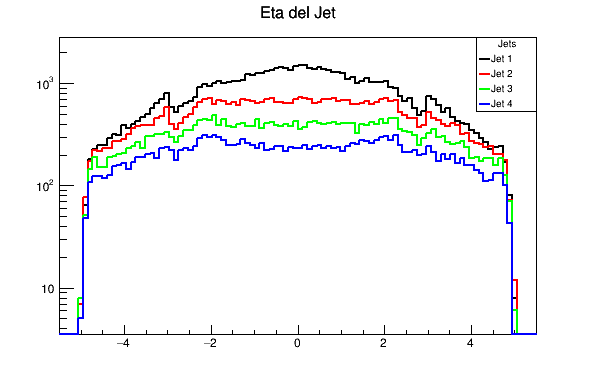 Eta del Jet
Jets
Jet 1
Jet 2
Jet 3
Jet 4
10³
10²
10
−4 −2 0 2 4